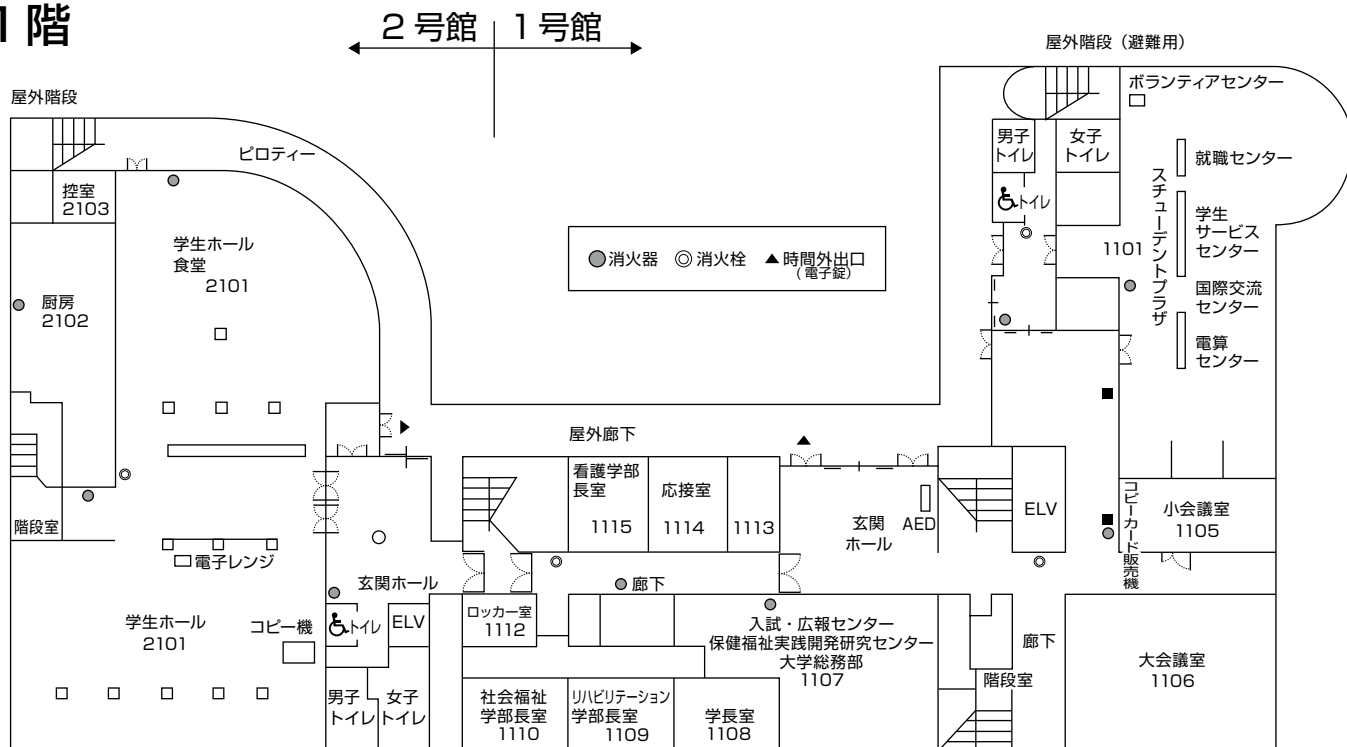 1階
2号館
1号館
屋外階段（避難用）
屋外階段
ピロティー
控室
2103
学生ホール
食堂
2101
厨房
2102
階段室
電子レンジ
学生ホール
2101
コピー機
玄関ホール
トイレ
ELV
男子
トイレ
女子
トイレ
消火器
消火栓
時間外出口
(電子錠)
屋外廊下
看護学部
長室
1115
応接室
1114
1113
廊下
ロッカー室
1112
社会福祉
学部長室
1110
リハビリテーション
学部長室
1109
学長室
1108
入試・広報センター
保健福祉実践開発研究センター
大学総務部
1107
玄関
ホール
AED
ELV
階段室
廊下
男子
トイレ
女子
トイレ
トイレ
ボランティアセンター
就職センター
学生
サービス
センター
国際交流
センター
電算
センター
1101
スチューデントプラザ
コピーカード販売機
小会議室
1105
大会議室
1106